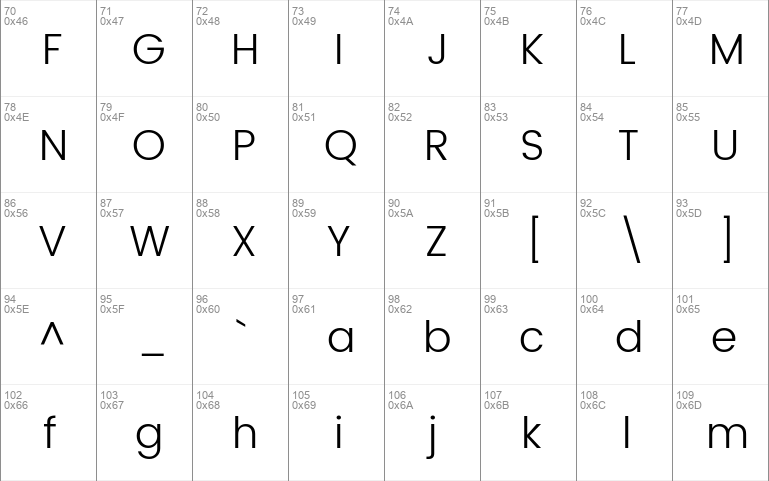 70 71 72 73 74 75 76 77
0x46 0x47 0x48 0x49 0x4A 0x4B 0x4C 0x4D
F G H I J K L M
78 79 80 81 82 83 84 85
0x4E 0x4F 0x50 0x51 0x52 0x53 0x54 0x55
N O P Q R S T U
86 87 88 89 90 91 92 93
0x56 0x57 0x58 0x59 0x5A 0x5B 0x5C 0x5D
V W X Y Z [ \ ]
94 95 96 97 98 99 100 101
0x5E 0x5F 0x60 0x61 0x62 0x63 0x64 0x65
^ _ ` a b c d e
102 103 104 105 106 107 108 109
0x66 0x67 0x68 0x69 0x6A 0x6B 0x6C 0x6D
f g h i j k l m